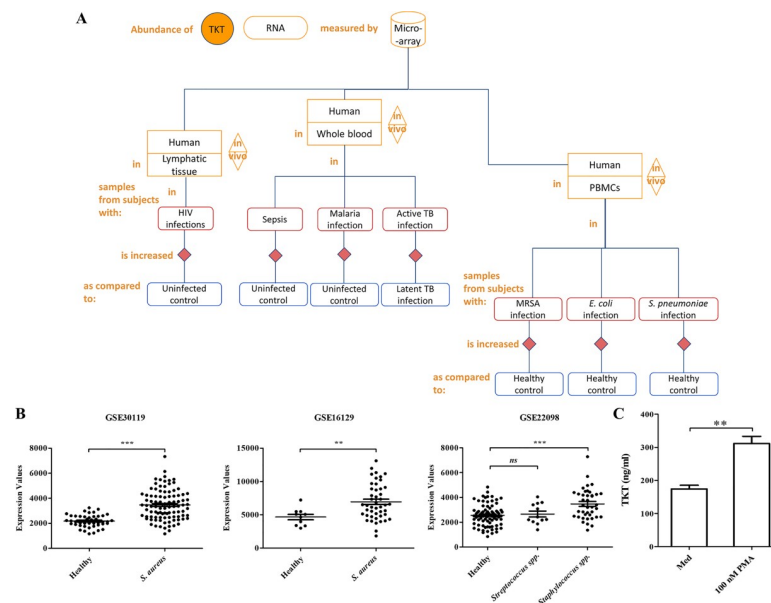 A
Abundance of TKT RNA measured by Micro-
-array
Human
in Lymphatic
tissue
in
vivo
in
Human
in Whole blood
in
vivo
in
Human
in PBMCs
in
vivo
in
samples
from subjects
with:
HIV
infections
Sepsis
Malaria
infection
Active TB
infection
is increased
as compared
to:
Uninfected
control
Uninfected
control
Uninfected
control
Latent TB
infection
samples
from subjects
with:
MRSA
infection
E. coli
infection
S. pneumoniae
infection
is increased
as compared
to:
Healthy
control
Healthy
control
Healthy
control
B
GSE30119
***
Expression Values
8000
6000
4000
2000
0
Healthy
S. aureus
GSE16129
**
Expression Values
15000
10000
5000
0
Healthy
S. aureus
GSE22098
***
ns
Expression Values
8000
6000
4000
2000
0
Healthy
Streptococcus spp.
Staphylococcus spp.
C
**
TKT (ng/ml)
400
300
200
100
0
Med
100 nM PMA